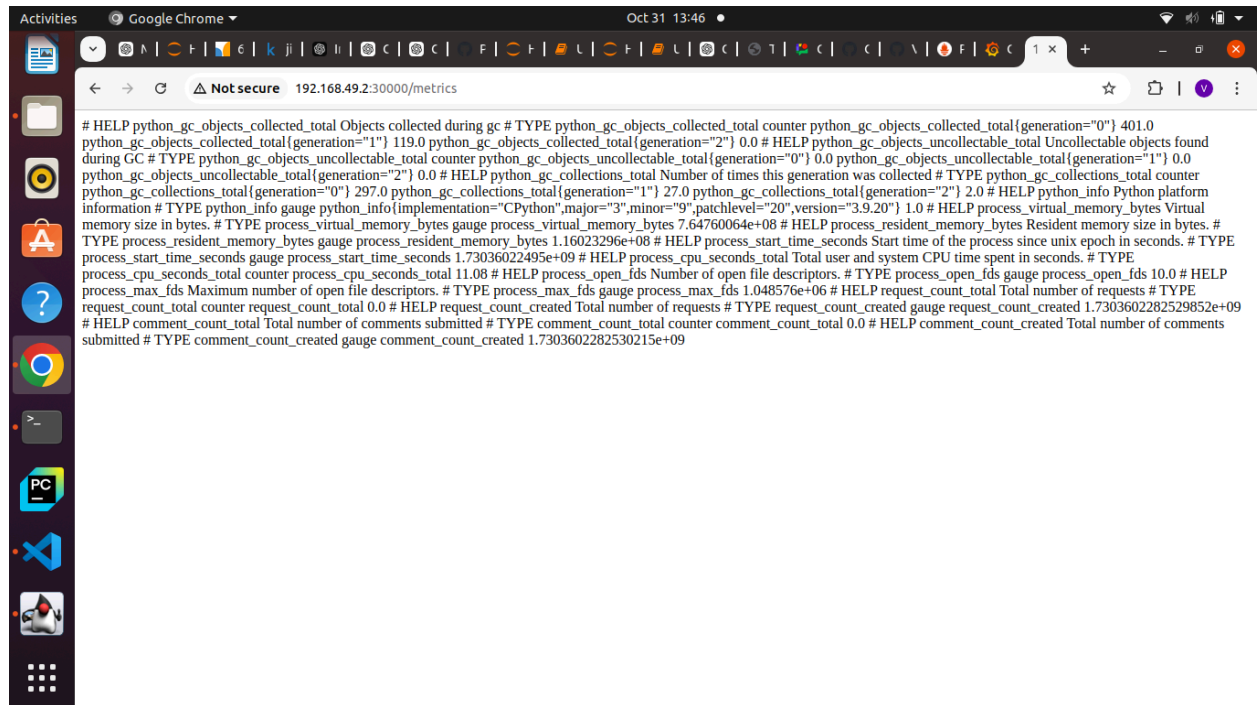 Activities
Google Chrome
Oct 31 13:46
1
Not secure 192.168.49.2:30000/metrics
V
# HELP python_gc_objects_collected_total Objects collected during gc # TYPE python_gc_objects_collected_total counter python_gc_objects_collected_total{generation="0"} 401.0
python_gc_objects_collected_total{generation="1"} 119.0 python_gc_objects_collected_total{generation="2"} 0.0 # HELP python_gc_objects_uncollectable_total Uncollectable objects found
during GC # TYPE python_gc_objects_uncollectable_total counter python_gc_objects_uncollectable_total{generation="0"} 0.0 python_gc_objects_uncollectable_total{generation="1"} 0.0
python_gc_objects_uncollectable_total{generation="2"} 0.0 # HELP python_gc_collections_total Number of times this generation was collected # TYPE python_gc_collections_total counter
python_gc_collections_total{generation="0"} 297.0 python_gc_collections_total{generation="1"} 27.0 python_gc_collections_total{generation="2"} 2.0 # HELP python_info Python platform
information # TYPE python_info gauge python_info{implementation="CPython",major="3",minor="9",patchlevel="20",version="3.9.20"} 1.0 # HELP process_virtual_memory_bytes Virtual
memory size in bytes. # TYPE process_virtual_memory_bytes gauge process_virtual_memory_bytes 7.64760064e+08 # HELP process_resident_memory_bytes Resident memory size in bytes. #
TYPE process_resident_memory_bytes gauge process_resident_memory_bytes 1.16023296e+08 # HELP process_start_time_seconds Start time of the process since unix epoch in seconds. # TYPE
process_start_time_seconds gauge process_start_time_seconds 1.73036022495e+09 # HELP process_cpu_seconds_total Total user and system CPU time spent in seconds. # TYPE
process_cpu_seconds_total counter process_cpu_seconds_total 11.08 # HELP process_open_fds Number of open file descriptors. # TYPE process_open_fds gauge process_open_fds 10.0 # HELP
process_max_fds Maximum number of open file descriptors. # TYPE process_max_fds gauge process_max_fds 1.048576e+06 # HELP request_count_total Total number of requests # TYPE
request_count_total counter request_count_total 0.0 # HELP request_count_created Total number of requests # TYPE request_count_created gauge request_count_created 1.7303602282529852e+09
# HELP comment_count_total Total number of comments submitted # TYPE comment_count_total counter comment_count_total 0.0 # HELP comment_count_created Total number of comments
submitted # TYPE comment_count_created gauge comment_count_created 1.7303602282530215e+09
PC